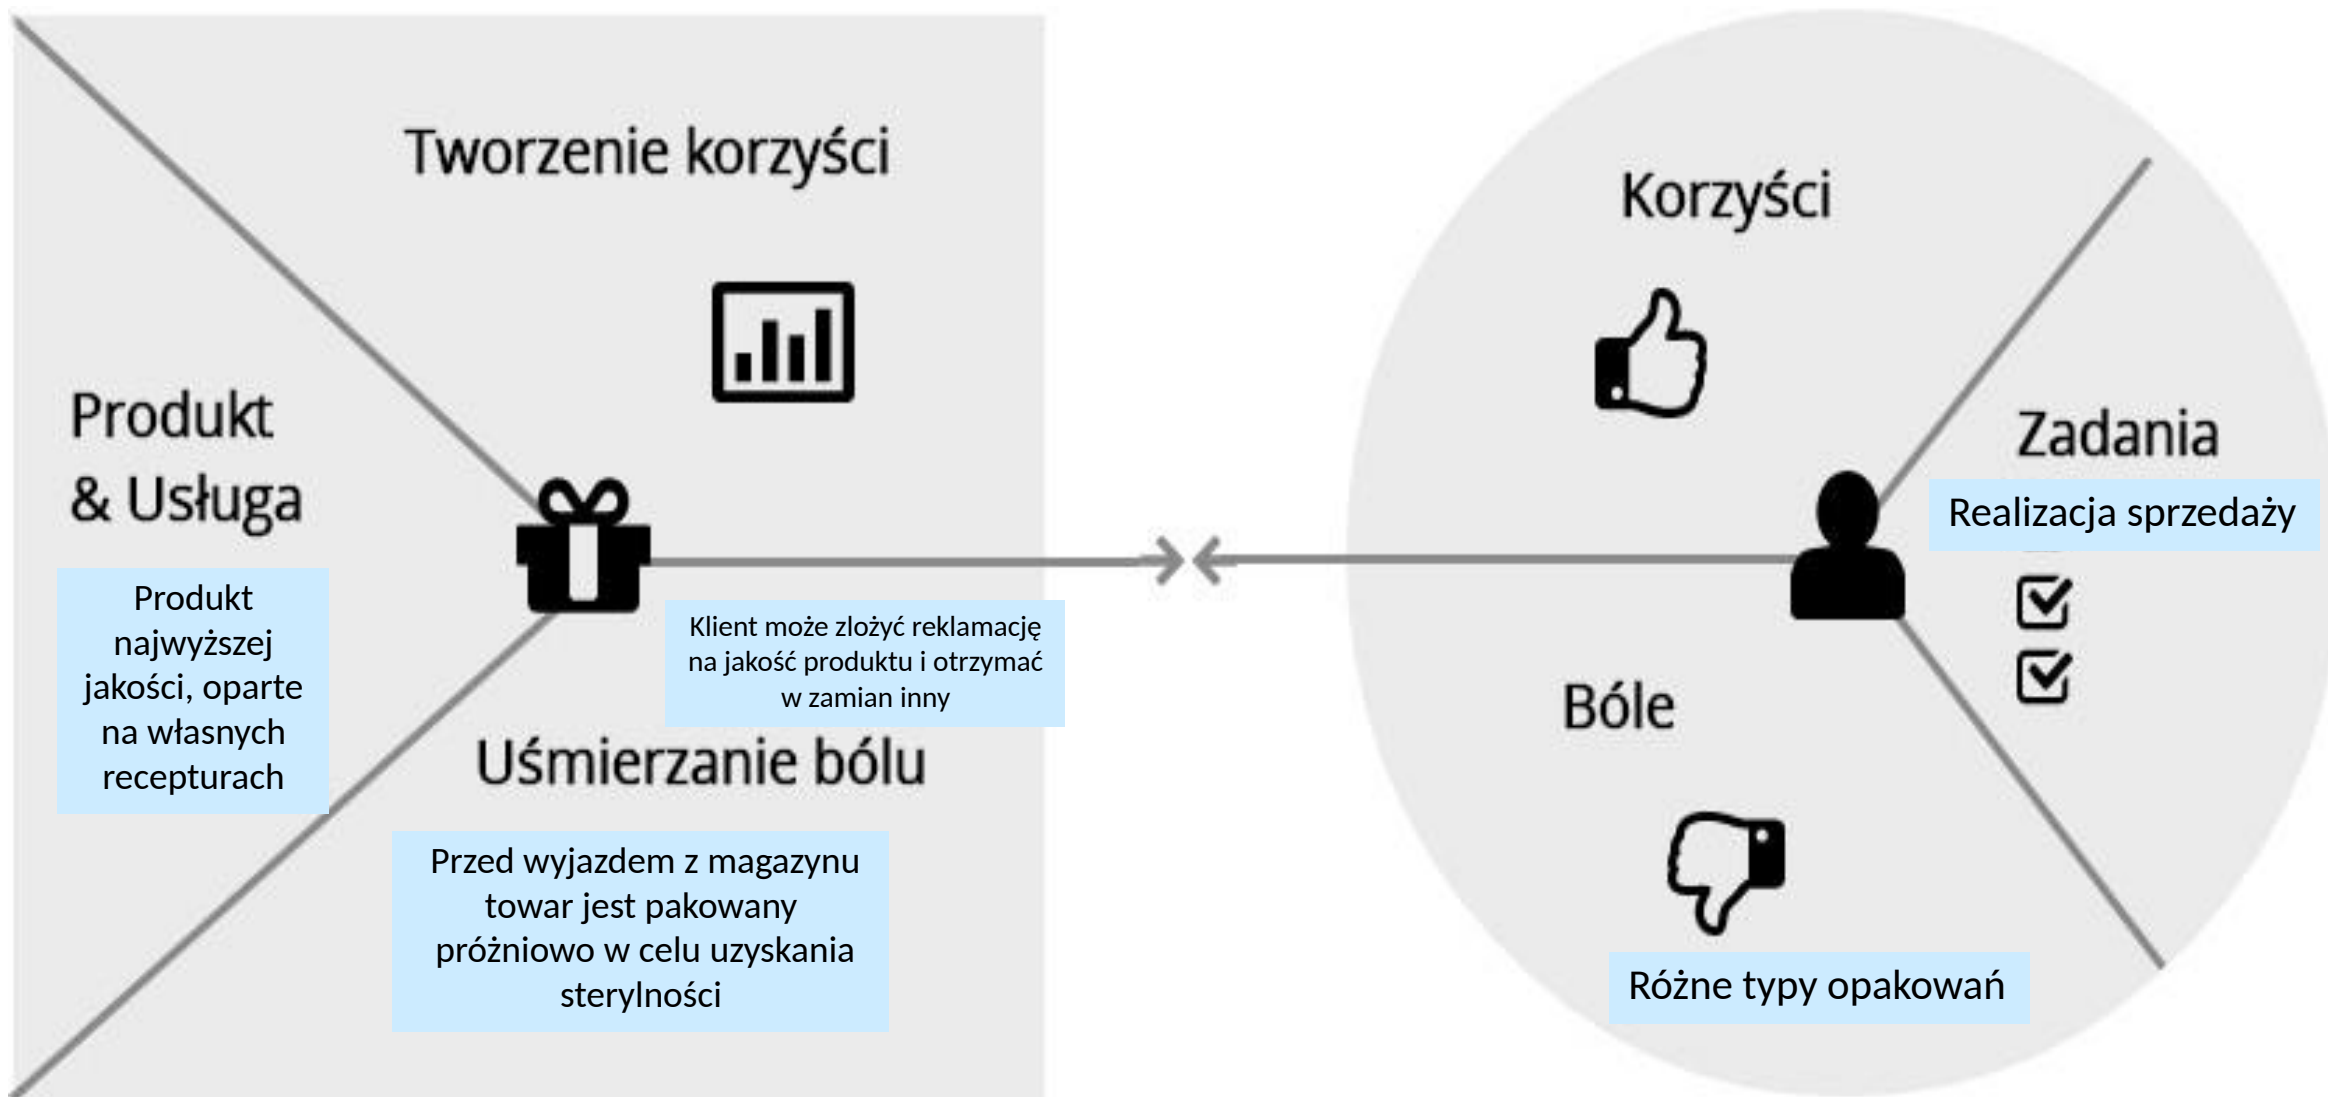 Tworzenie korzyści
Produkt
& Usługa
Produkt
najwyższej
jakości, oparte
na własnych
recepturach
Klient może zlożyć reklamację
na jakość produktu i otrzymać
w zamian inny
Uśmierzanie bólu
Przed wyjazdem z magazynu
towar jest pakowany
próżniowo w celu uzyskania
sterylności
Korzyści
Zadania
Realizacja sprzedaży
Bóle
Różne typy opakowań